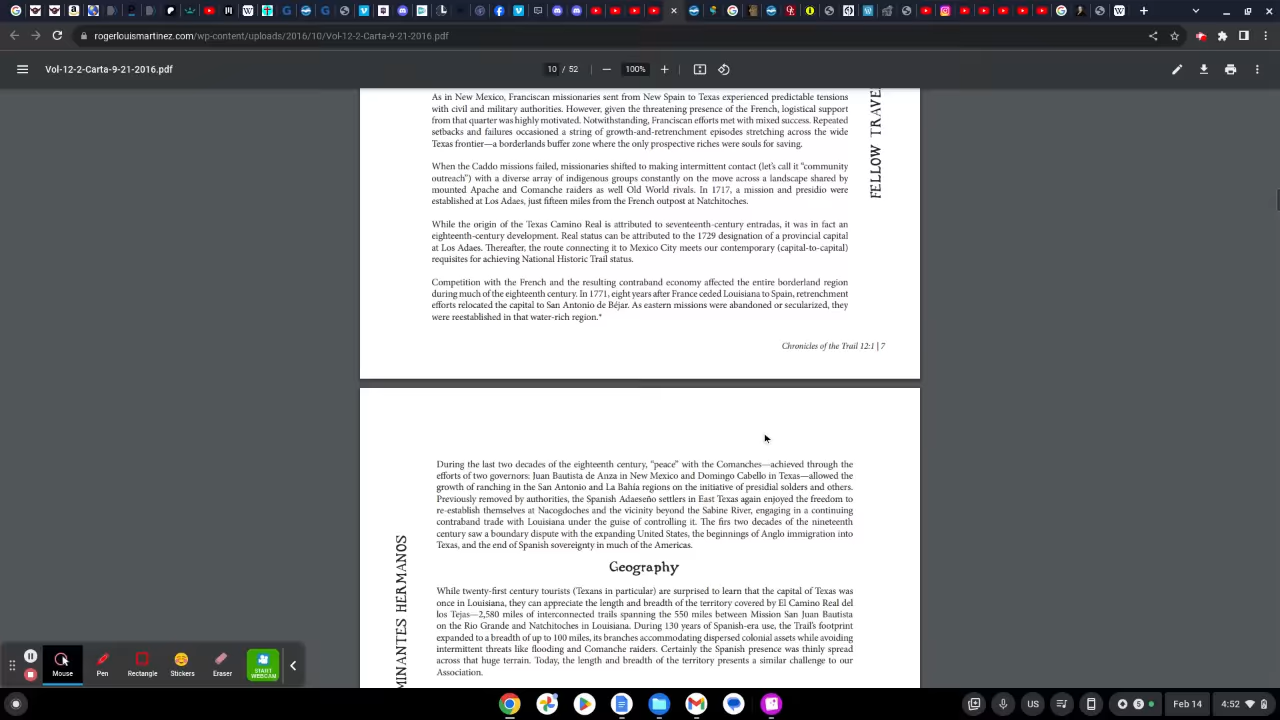 rogerlouismartinez.com/wp-content/uploads/2016/10/Vol-12-2-Carta-9-21-2016.pdf
Vol-12-2-Carta-9-21-2016.pdf
10 / 52
100%
As in New Mexico, Franciscan missionaries sent from New Spain to Texas experienced predictable tensions
with civil and military authorities. However, given the threatening presence of the French, logistical support
from that quarter was highly motivated. Notwithstanding, Franciscan efforts met with mixed success. Repeated
setbacks and failures occasioned a string of growth-and-retrenchment episodes stretching across the wide
Texas frontier—a borderlands buffer zone where the only prospective riches were souls for saving.
When the Caddo missions failed, missionaries shifted to making intermittent contact (let's call it "community
outreach") with a diverse array of indigenous groups constantly on the move across a landscape shared by
mounted Apache and Comanche raiders as well Old World rivals. In 1717, a mission and presidio were
established at Los Adaes, just fifteen miles from the French outpost at Natchitoches.
While the origin of the Texas Camino Real is attributed to seventeenth-century entradas, it was in fact an
eighteenth-century development. Real status can be attributed to the 1729 designation of a provincial capital
at Los Adaes. Thereafter, the route connecting it to Mexico City meets our contemporary (capital-to-capital)
requisites for achieving National Historic Trail status.
Competition with the French and the resulting contraband economy affected the entire borderland region
during much of the eighteenth century. In 1771, eight years after France ceded Louisiana to Spain, retrenchment
efforts relocated the capital to San Antonio de Béjar. As eastern missions were abandoned or secularized, they
were reestablished in that water-rich region.*
FELLOW TRAVE
Chronicles of the Trail 12:1 | 7
During the last two decades of the eighteenth century, "peace" with the Comanches—achieved through the
efforts of two governors: Juan Bautista de Anza in New Mexico and Domingo Cabello in Texas—allowed the
growth of ranching in the San Antonio and La Bahía regions on the initiative of presidial solders and others.
Previously removed by authorities, the Spanish Adaeseño settlers in East Texas again enjoyed the freedom to
re-establish themselves at Nacogdoches and the vicinity beyond the Sabine River, engaging in a continuing
contraband trade with Louisiana under the guise of controlling it. The firs two decades of the nineteenth
century saw a boundary dispute with the expanding United States, the beginnings of Anglo immigration into
Texas, and the end of Spanish sovereignty in much of the Americas.
Geography
While twenty-first century tourists (Texans in particular) are surprised to learn that the capital of Texas was
once in Louisiana, they can appreciate the length and breadth of the territory covered by El Camino Real del
los Tejas—2,580 miles of interconnected trails spanning the 550 miles between Mission San Juan Bautista
on the Rio Grande and Natchitoches in Louisiana. During 130 years of Spanish-era use, the Trail's footprint
expanded to a breadth of up to 100 miles, its branches accommodating dispersed colonial assets while avoiding
intermittent threats like flooding and Comanche raiders. Certainly the Spanish presence was thinly spread
across that huge terrain. Today, the length and breadth of the territory presents a similar challenge to our
Association.
MINANTES HERMANOS
Mouse
Pen
Eraser
START
WEBCAM
US
Feb 14
4:52